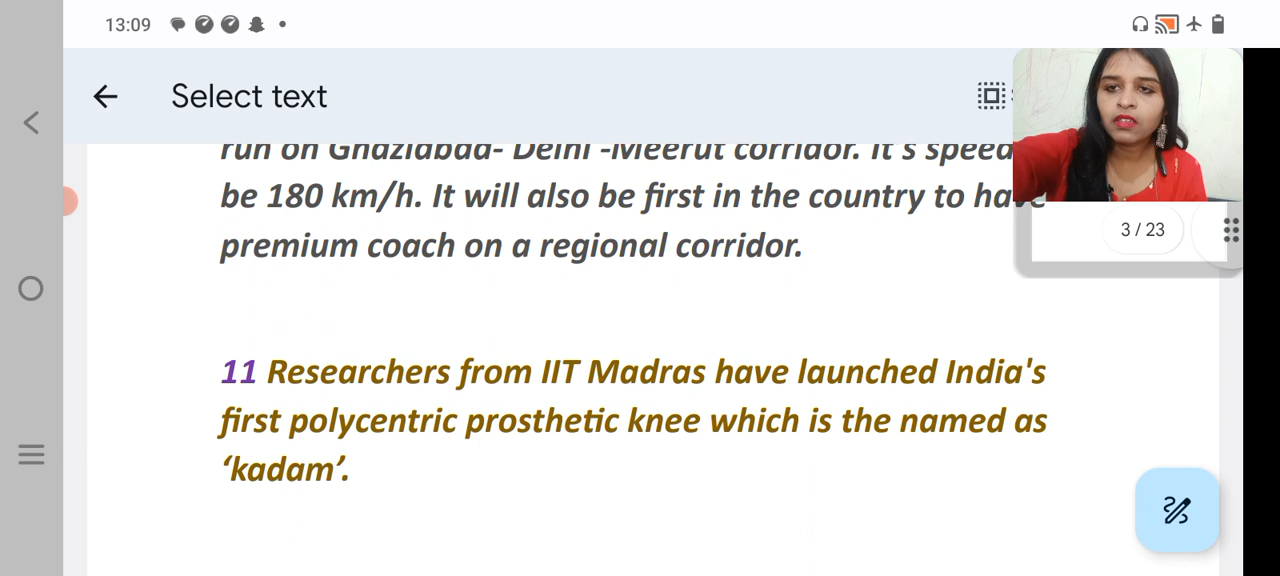 13:09
Select text
run on Ghaziabad- Delhi -Meerut corridor. It's speed
be 180 km/h. It will also be first in the country to have
premium coach on a regional corridor.
3 / 23
11 Researchers from IIT Madras have launched India's
first polycentric prosthetic knee which is the named as
‘kadam’.